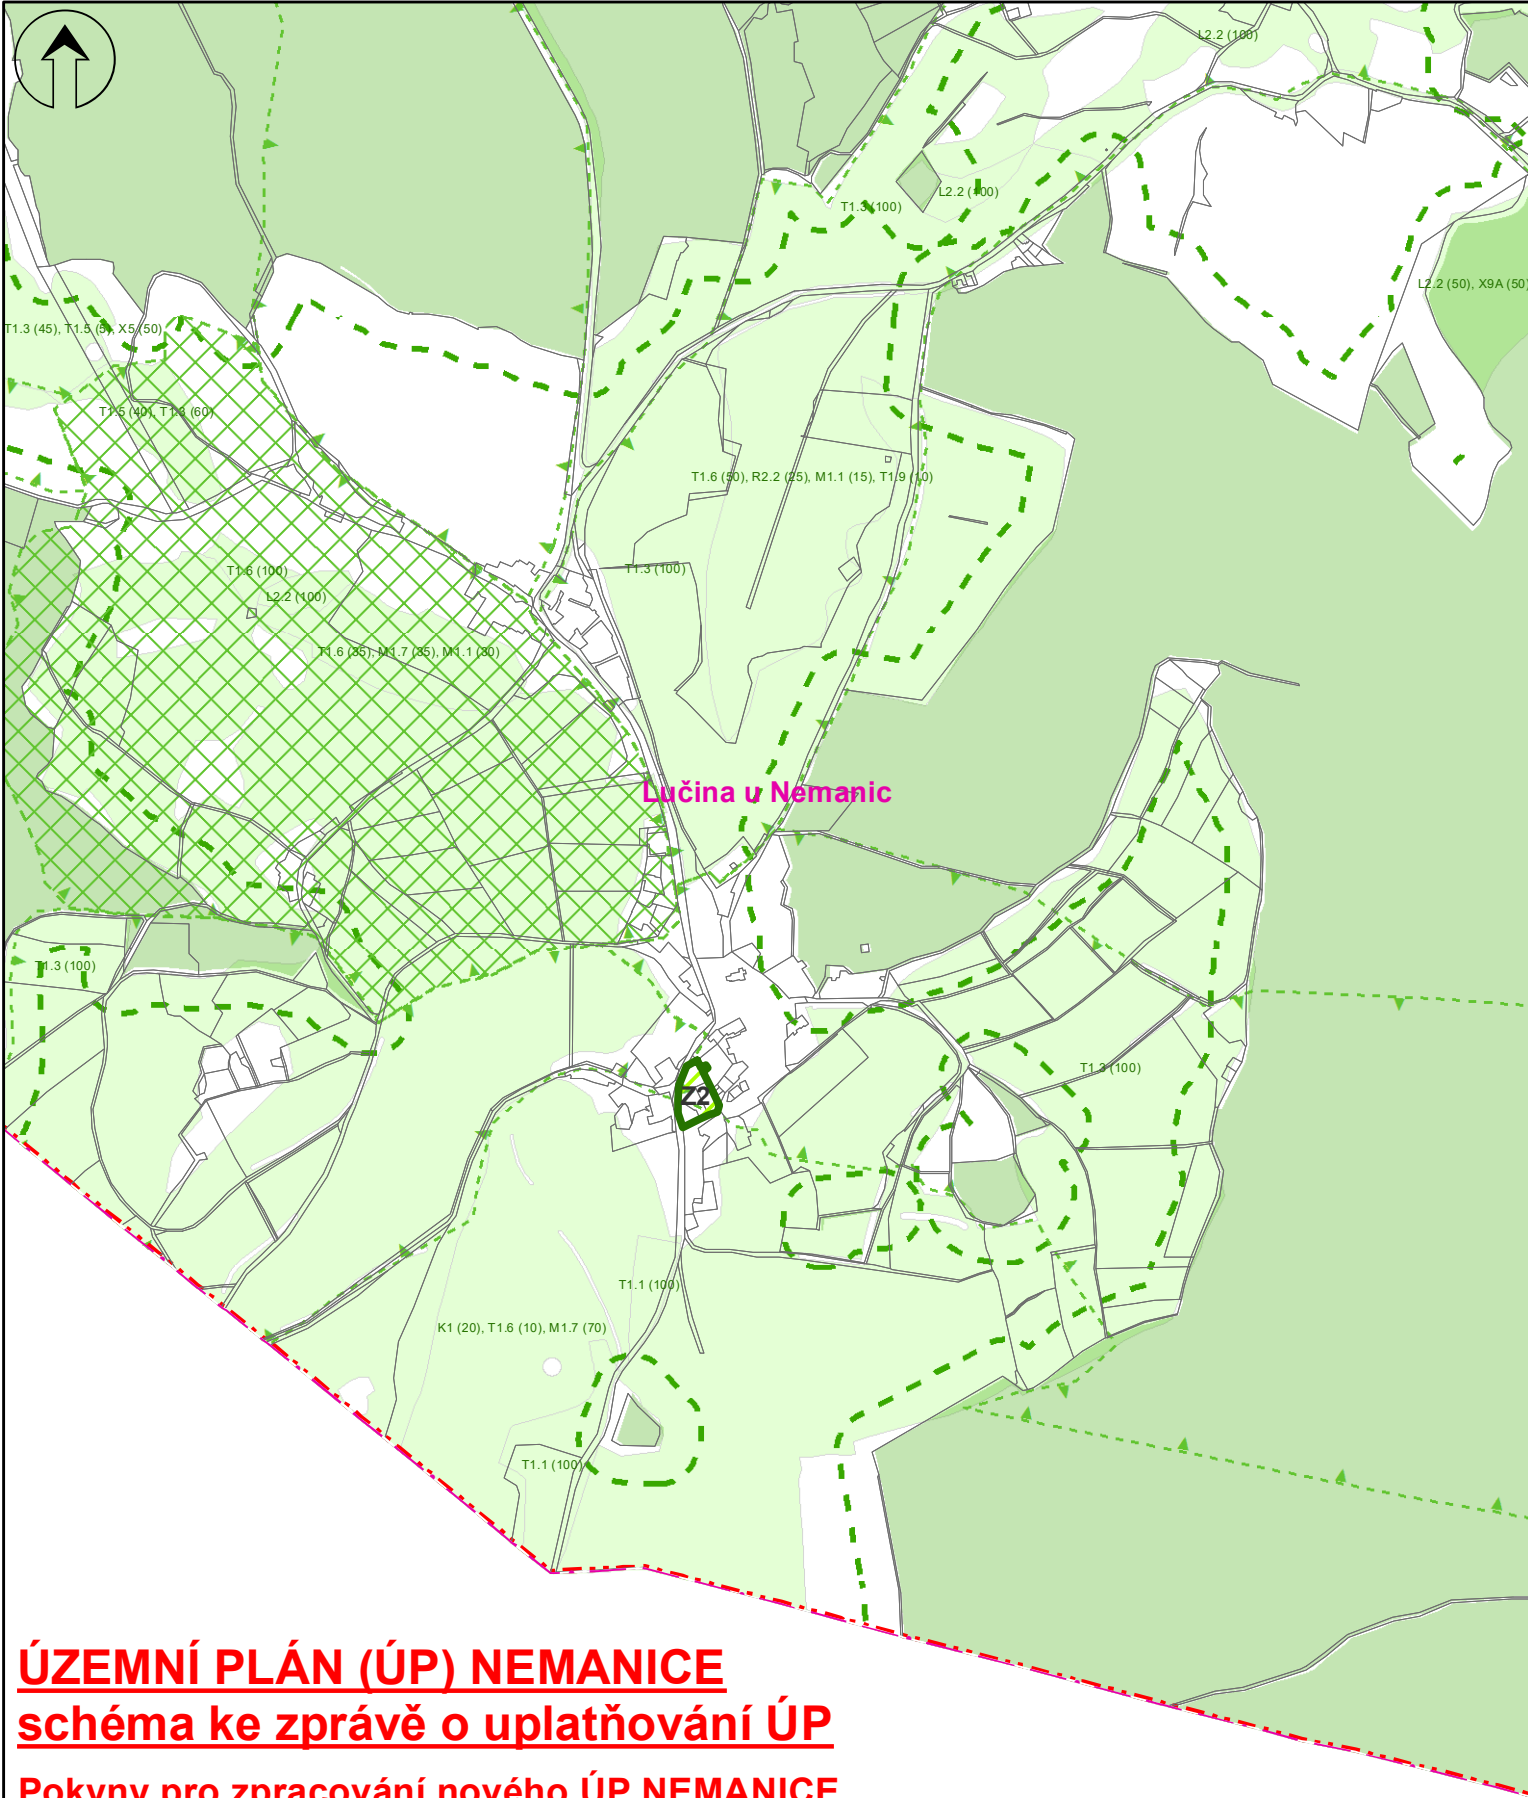 L2.2 (100)
L2.2 (100)
T1.3 (100)
L2.2 (50), X9A (50)
T1.3 (45), T1.5 (5), X5 (50)
T1.5 (40), T1.3 (60)
T1.6 (50), R2.2 (25), M1.1 (15), T1.9 (10)
T1.6 (100)
T1.3 (100)
L2.2 (100)
T1.6 (35), M1.7 (35), M1.1 (30)
Lučina u Nemanic
T1.3 (100)
T1.3 (100)
Z2
T1.1 (100)
K1 (20), T1.6 (10), M1.7 (70)
T1.1 (100)
ÚZEMNÍ PLÁN (ÚP) NEMANICE
schéma ke zprávě o uplatňování ÚP
Pokyny pro zpracování nového ÚP NEMANICE